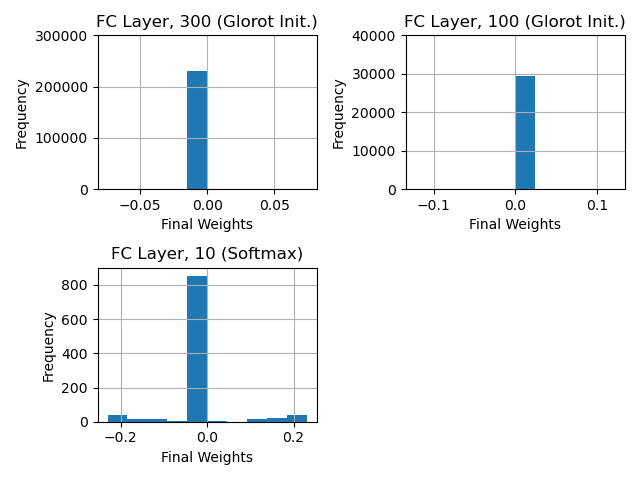 FC Layer, 300 (Glorot Init.)
300000
200000
100000
0
Frequency
−0.05 0.00 0.05
Final Weights
FC Layer, 100 (Glorot Init.)
40000
30000
20000
10000
0
Frequency
−0.1 0.0 0.1
Final Weights
FC Layer, 10 (Softmax)
800
600
400
200
0
Frequency
−0.2 0.0 0.2
Final Weights